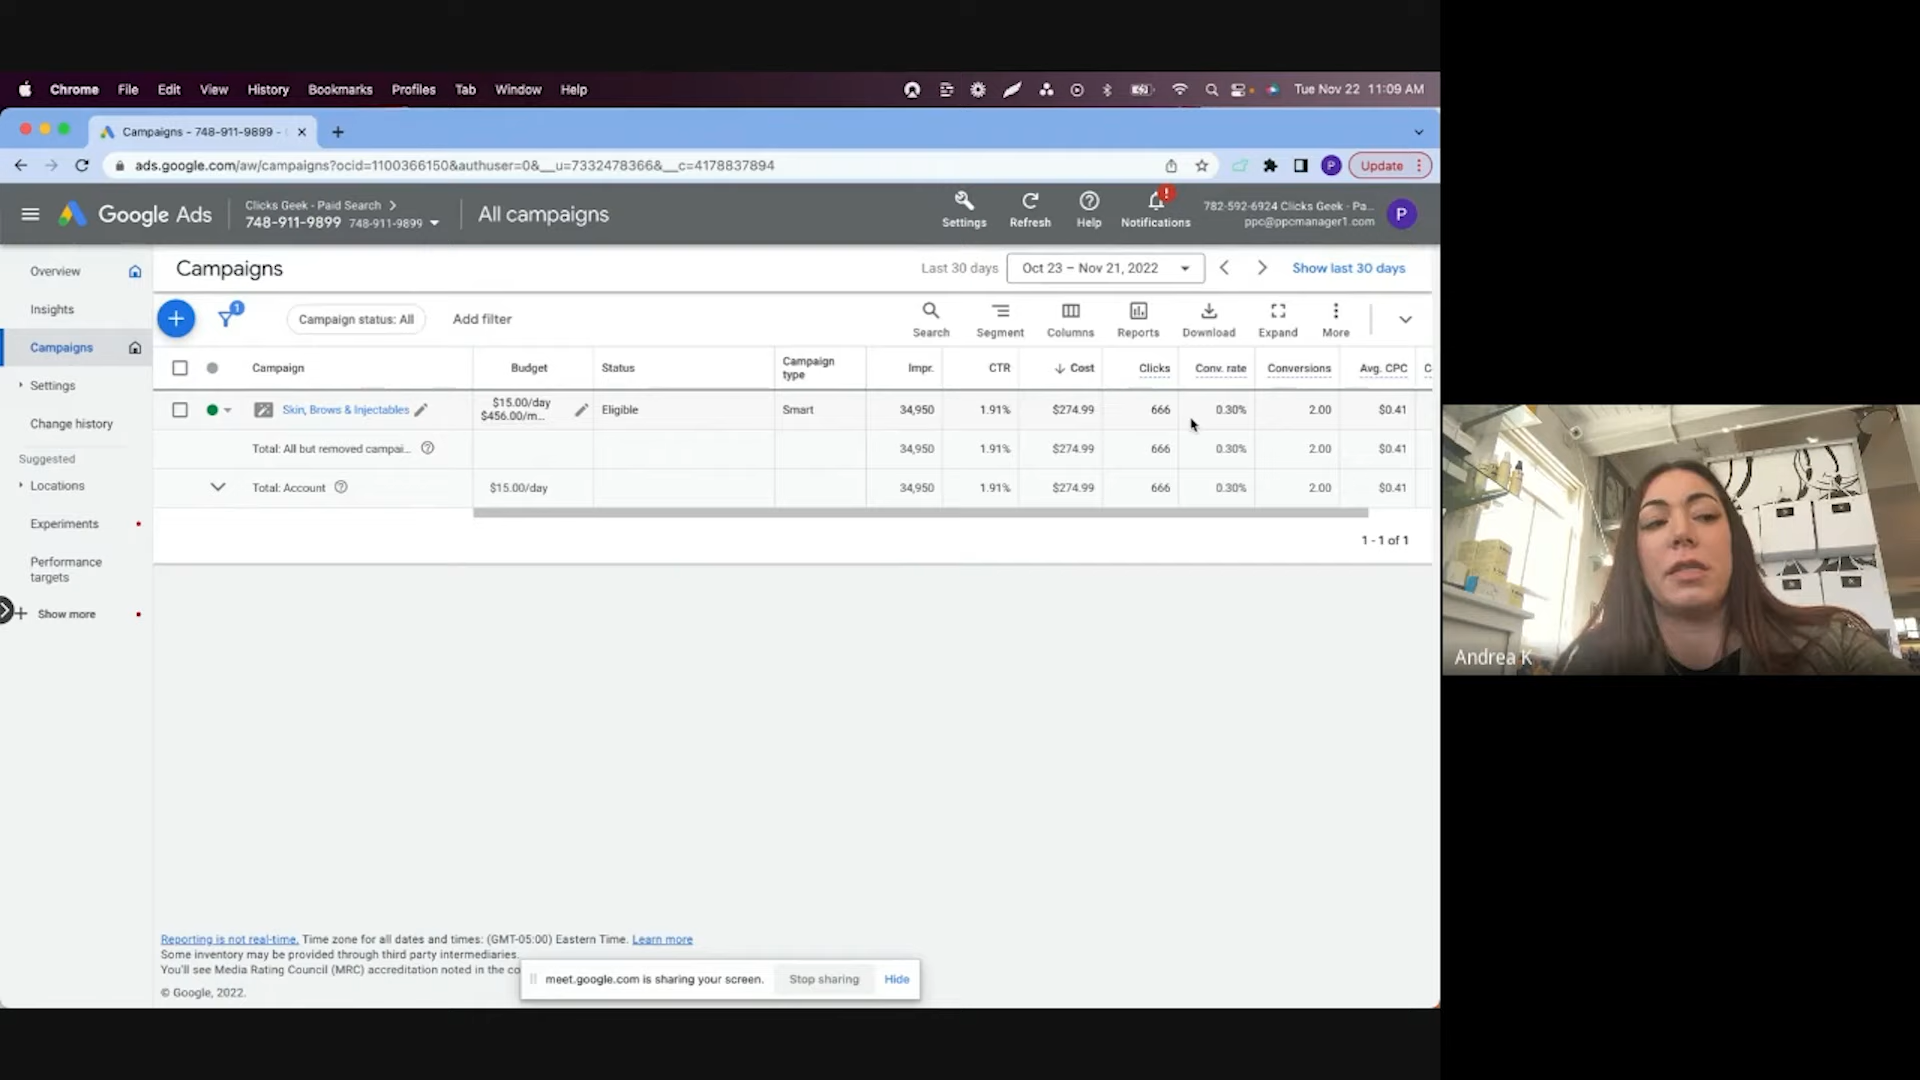 Chrome File Edit View History Bookmarks Profiles Tab Window Help Tue Nov 22 11:09 AM
Campaigns - 748-911-9899 -
ads.google.com/aw/campaigns?ocid=1100366150&authuser=0&__u=7332478366&__c=4178837894 P Update
Google Ads
Clicks Geek - Paid Search
748-911-9899 748-911-9899
All campaigns
Settings Refresh Help Notifications
782-592-6924 Clicks Geek - Pa...
ppc@ppcmanager1.com
P
Overview
Insights
Campaigns
Settings
Change history
Suggested
Locations
Experiments
Performance
targets
Show more
Campaigns Last 30 days Oct 23 – Nov 21, 2022 Show last 30 days
1 Campaign status: All Add filter
Search Segment Columns Reports Download Expand More
Campaign Budget Status Campaign type Impr. CTR Cost Clicks Conv. rate Conversions Avg. CPC C
Skin, Brows & Injectables $15.00/day $456.00/m... Eligible Smart 34,950 1.91% $274.99 666 0.30% 2.00 $0.41
Total: All but removed campai... 34,950 1.91% $274.99 666 0.30% 2.00 $0.41
Total: Account $15.00/day 34,950 1.91% $274.99 666 0.30% 2.00 $0.41
1 - 1 of 1
Andrea K
Reporting is not real-time. Time zone for all dates and times: (GMT-05:00) Eastern Time. Learn more
Some inventory may be provided through third party intermediaries.
You'll see Media Rating Council (MRC) accreditation noted in the co
© Google, 2022.
meet.google.com is sharing your screen. Stop sharing Hide